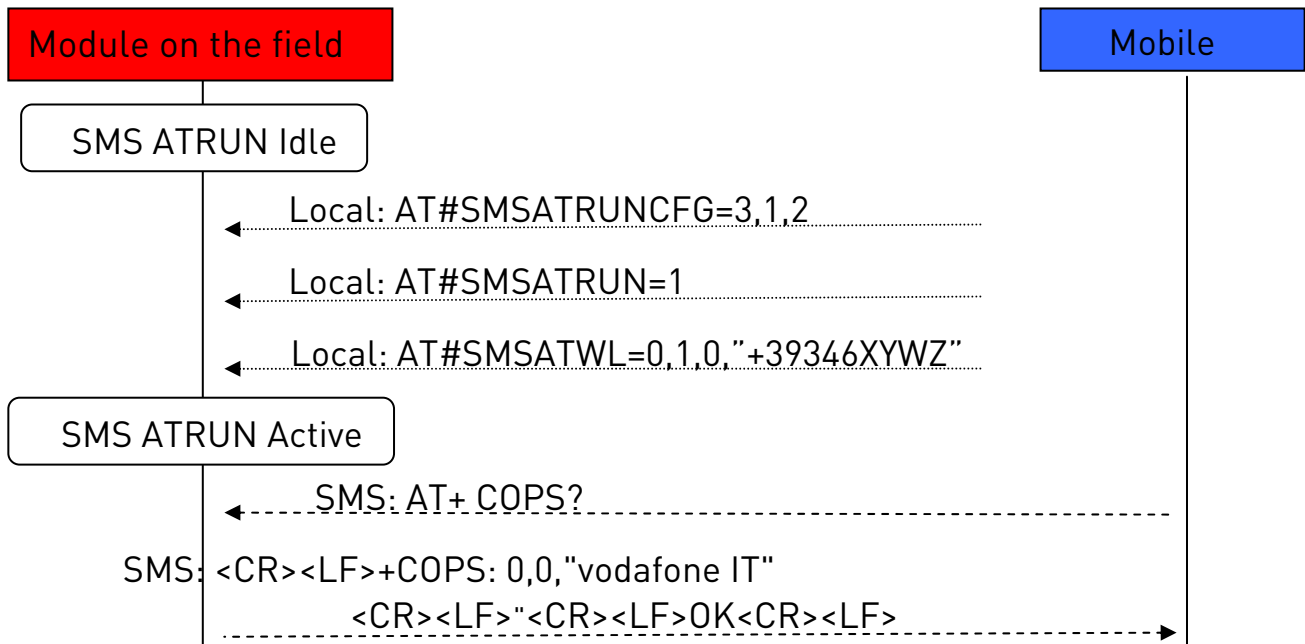 Module on the field
Mobile
SMS ATRUN Idle
Local: AT#SMSATRUNCFG=3,1,2
Local: AT#SMSATRUN=1
Local: AT#SMSATWL=0,1,0,”+39346XYWZ”
SMS ATRUN Active
SMS: AT+ COPS?
SMS: <CR><LF>+COPS: 0,0,"vodafone IT"
<CR><LF>"<CR><LF>OK<CR><LF>